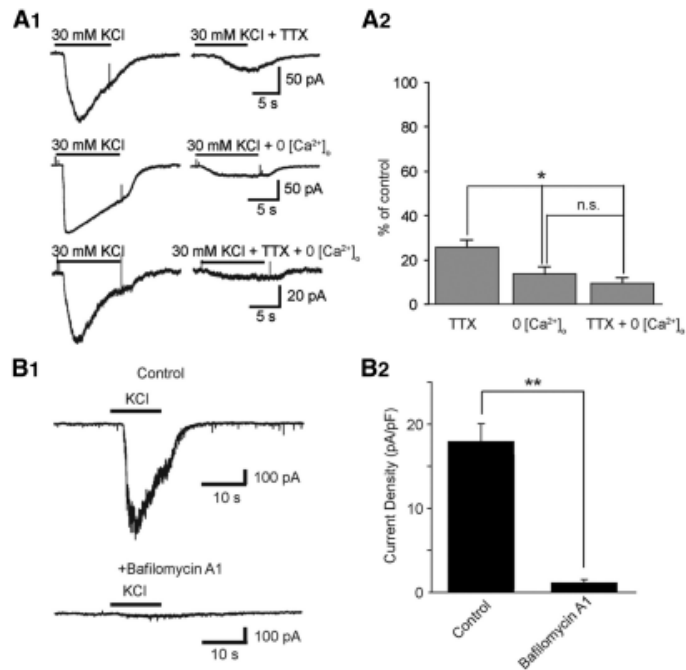 A1
30 mM KCl
30 mM KCl + TTX
50 pA
5 s
30 mM KCl
30 mM KCl + 0 [Ca²⁺]ₒ
50 pA
5 s
30 mM KCl
30 mM KCl + TTX + 0 [Ca²⁺]ₒ
20 pA
5 s
A2
100
80
60
40
20
0
% of control
*
n.s.
TTX
0 [Ca²⁺]ₒ
TTX + 0 [Ca²⁺]ₒ
B1
Control
KCl
100 pA
10 s
+Bafilomycin A1
KCl
100 pA
10 s
B2
20
10
0
Current Density (pA/pF)
**
Control
Bafilomycin A1